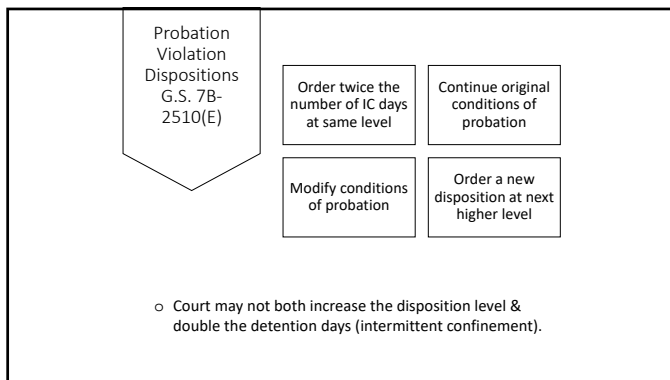 Probation
Violation
Dispositions
G.S. 7B-
2510(E)
Order twice the
number of IC days
at same level
Continue original
conditions of
probation
Modify conditions
of probation
Order a new
disposition at next
higher level
o Court may not both increase the disposition level &
double the detention days (intermittent confinement).